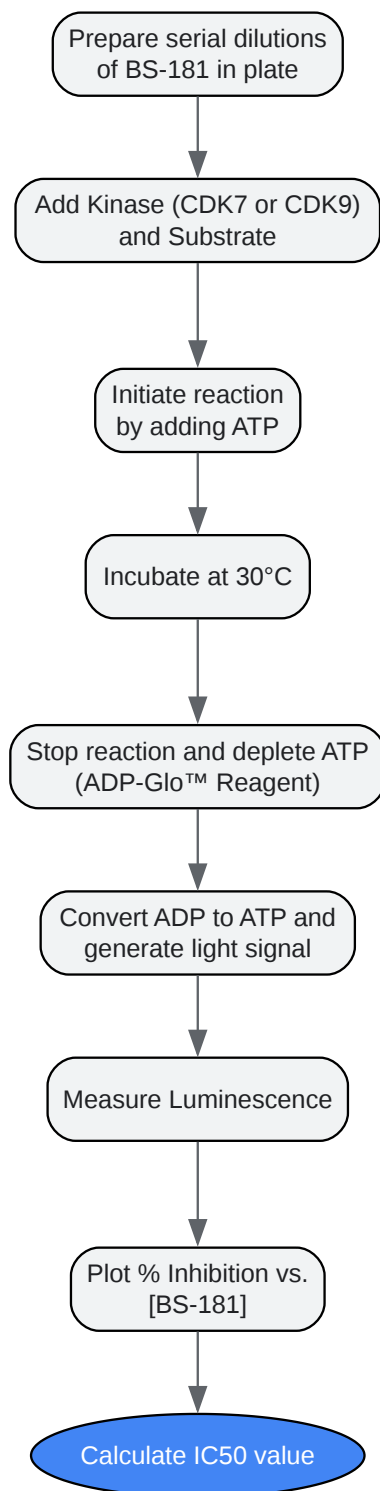 Prepare serial dilutions
of BS-181 in plate
Add Kinase (CDK7 or CDK9)
and Substrate
Initiate reaction
by adding ATP
Incubate at 30°C
Stop reaction and deplete ATP
(ADP-Glo™ Reagent)
Convert ADP to ATP and
generate light signal
Measure Luminescence
Plot % Inhibition vs.
[BS-181]
Calculate IC50 value